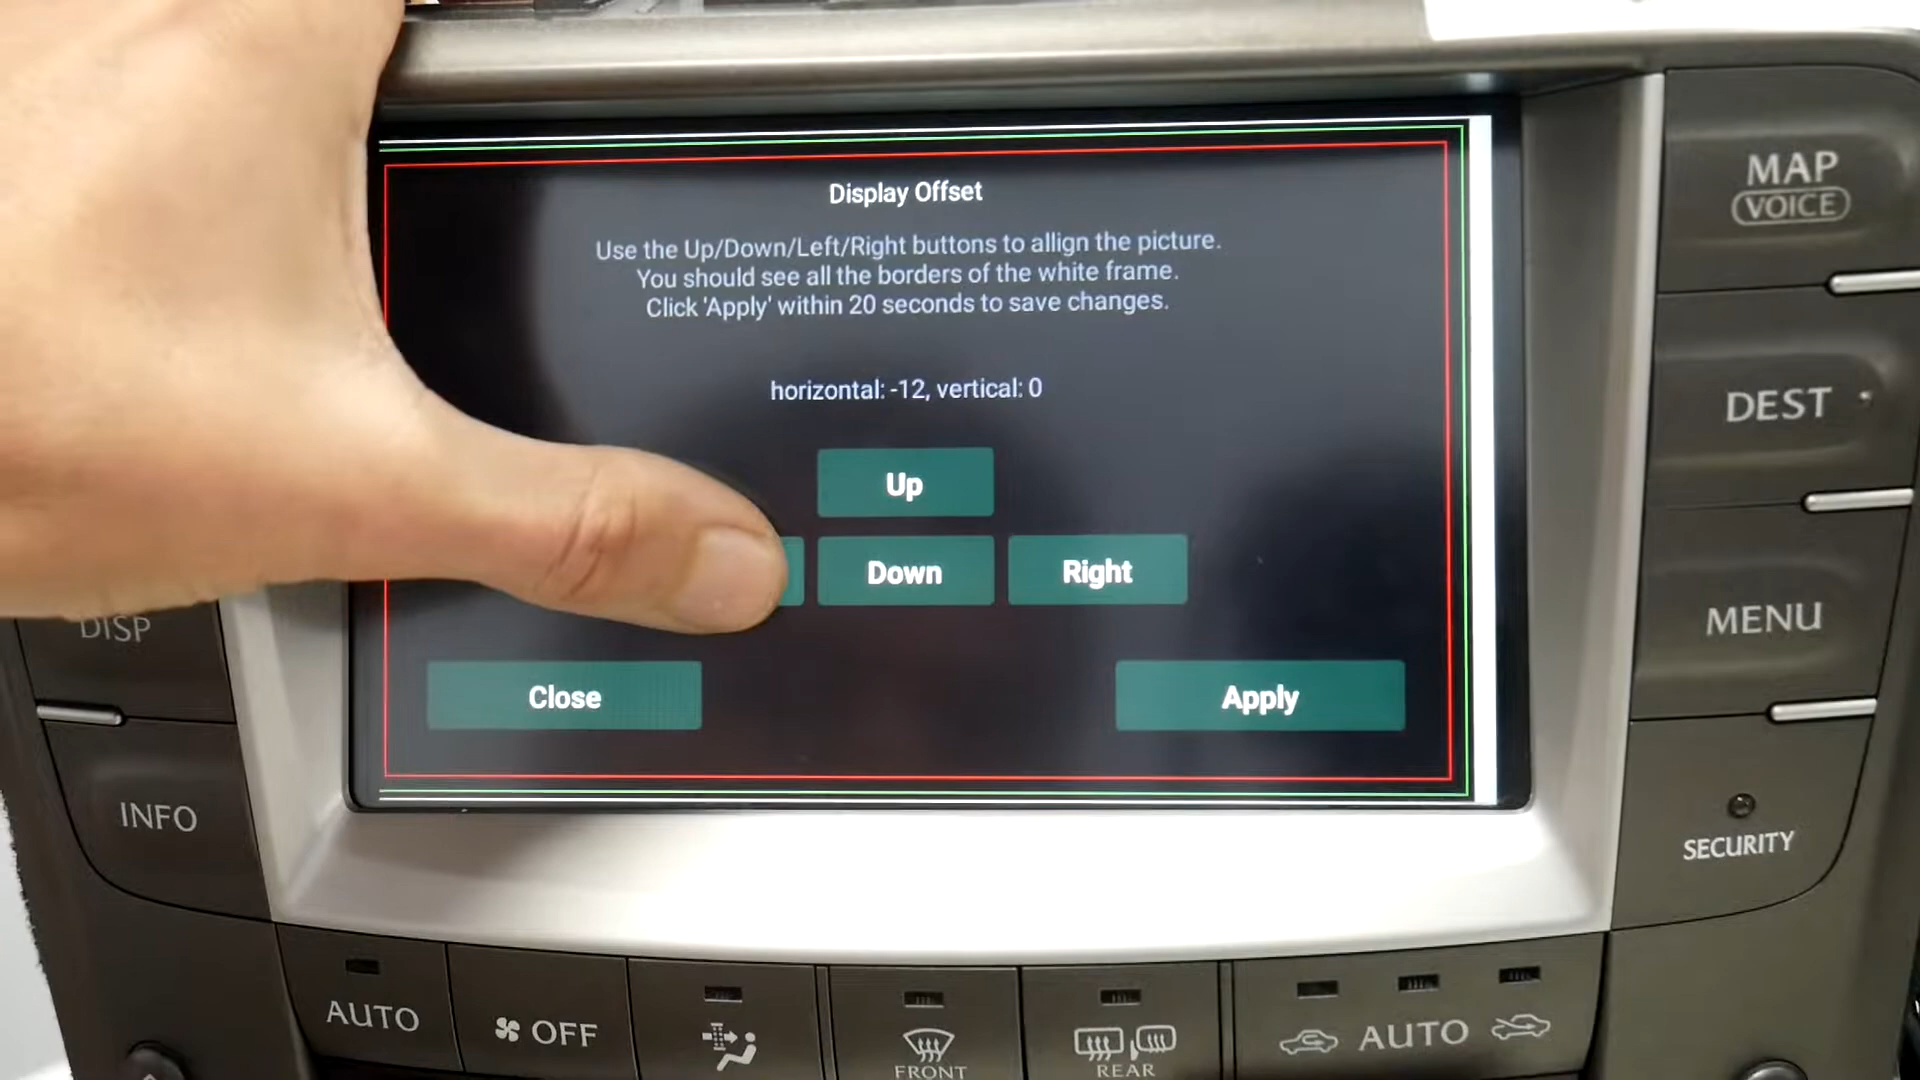 Display Offset
Use the Up/Down/Left/Right buttons to allign the picture.
You should see all the borders of the white frame.
Click 'Apply' within 20 seconds to save changes.
horizontal: -12, vertical: 0
Up
Down
Right
Close
Apply
MAP
VOICE
DEST
MENU
SECURITY
DISP
INFO
AUTO
OFF
FRONT
REAR
AUTO